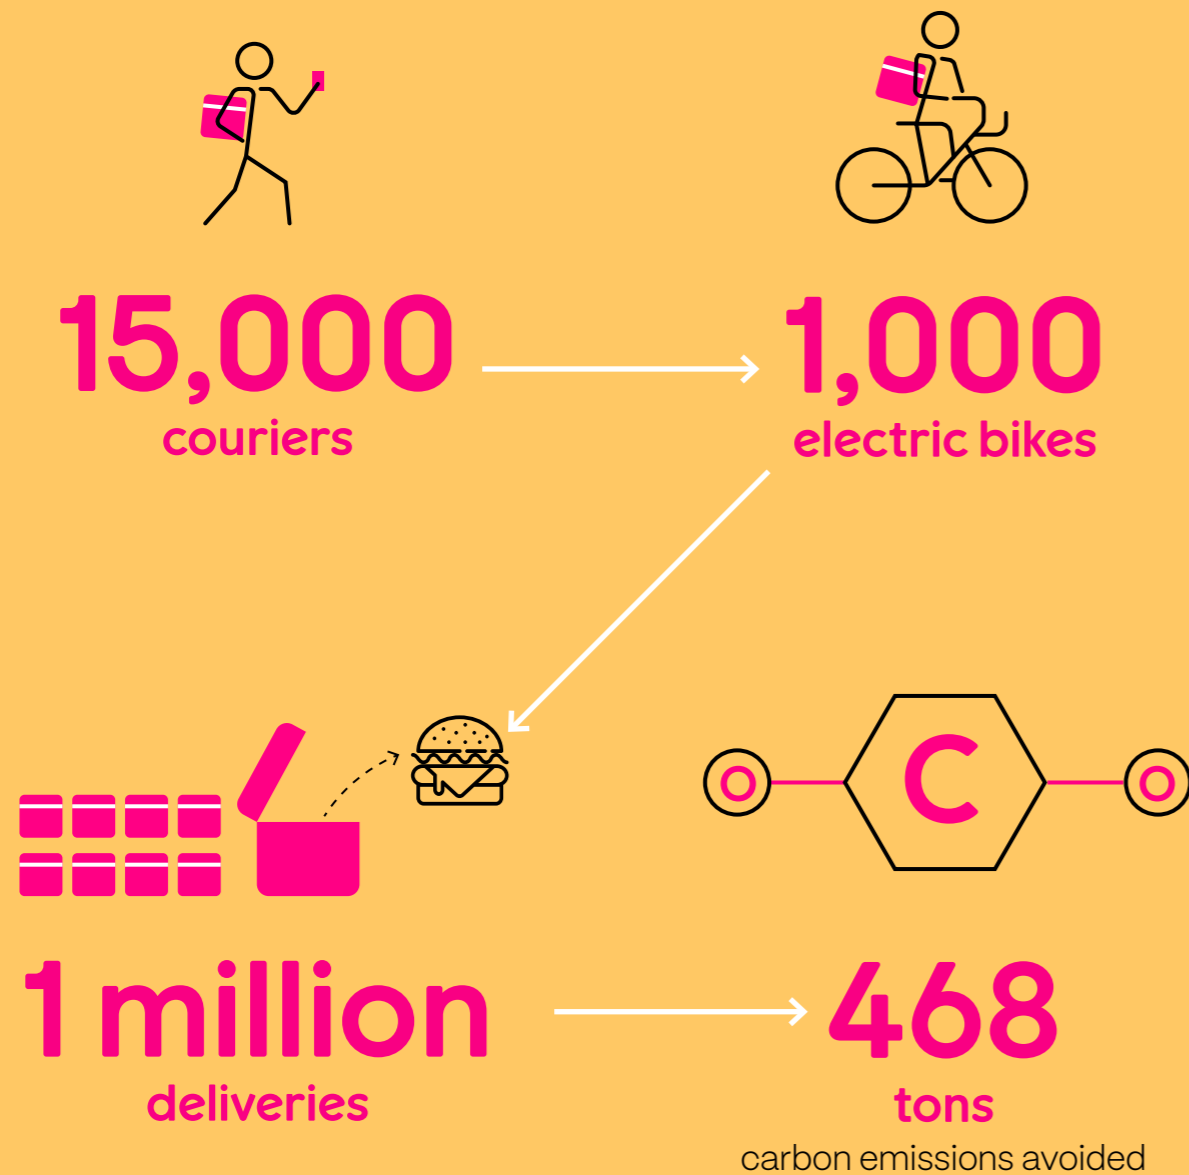 15,000
couriers
1,000
electric bikes
O
C
O
1 million
deliveries
468
tons
carbon emissions avoided